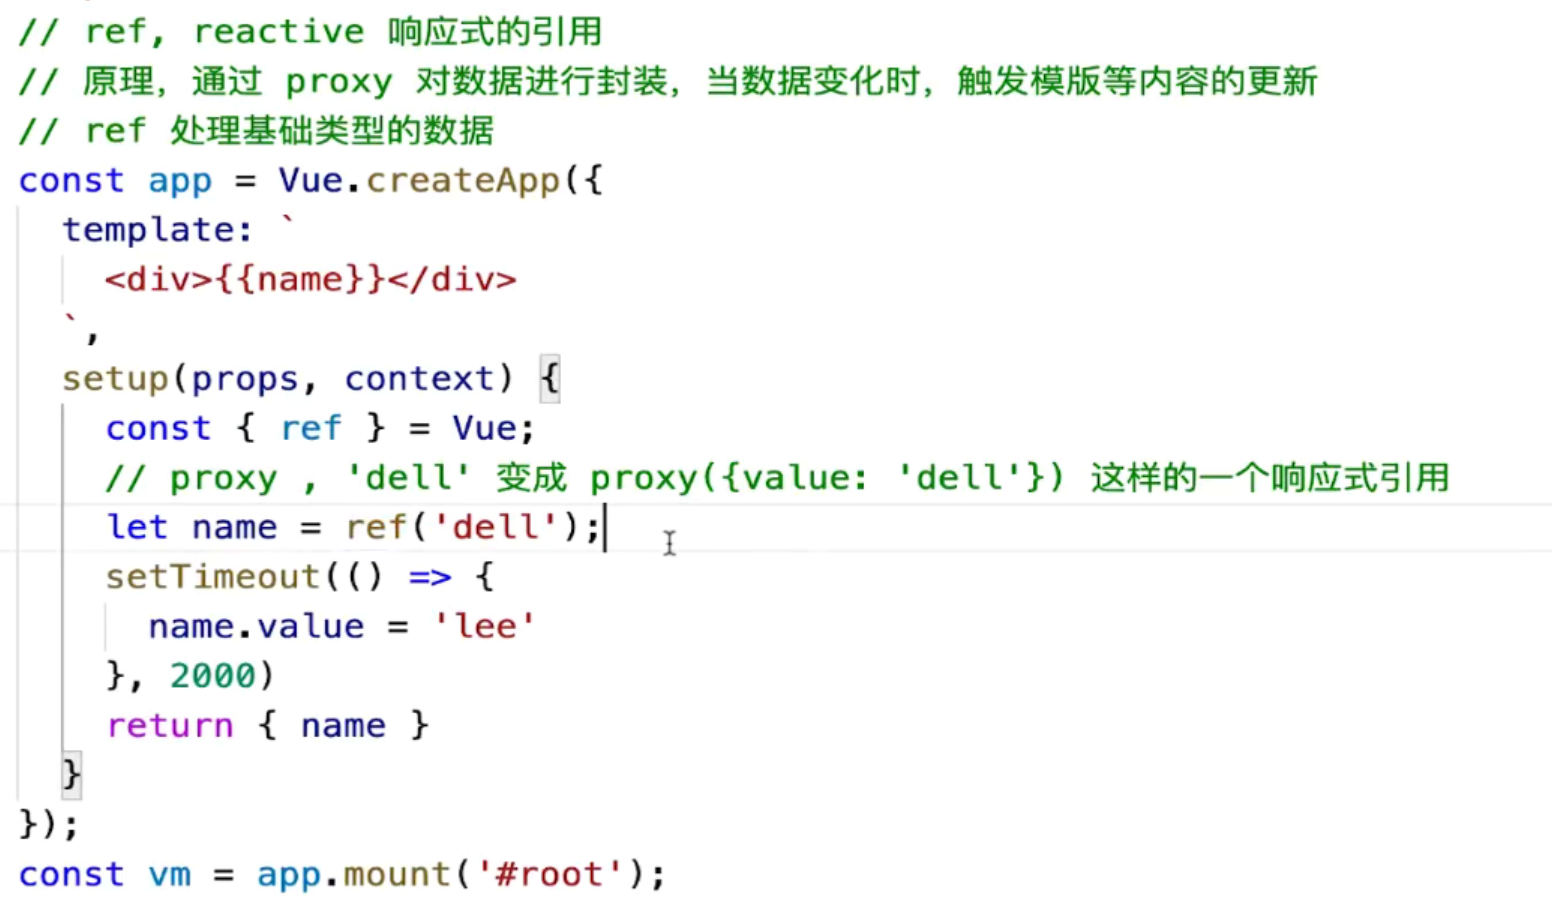 // ref, reactive 响应式的引用
// 原理，通过 proxy 对数据进行封装，当数据变化时，触发模版等内容的更新
// ref 处理基础类型的数据
const app = Vue.createApp({
  template: `
    <div>{{name}}</div>
  `,
  setup(props, context) {
    const { ref } = Vue;
    // proxy , 'dell' 变成 proxy({value: 'dell'}) 这样的一个响应式引用
    let name = ref('dell');
    setTimeout(() => {
      name.value = 'lee'
    }, 2000)
    return { name }
  }
});
const vm = app.mount('#root');